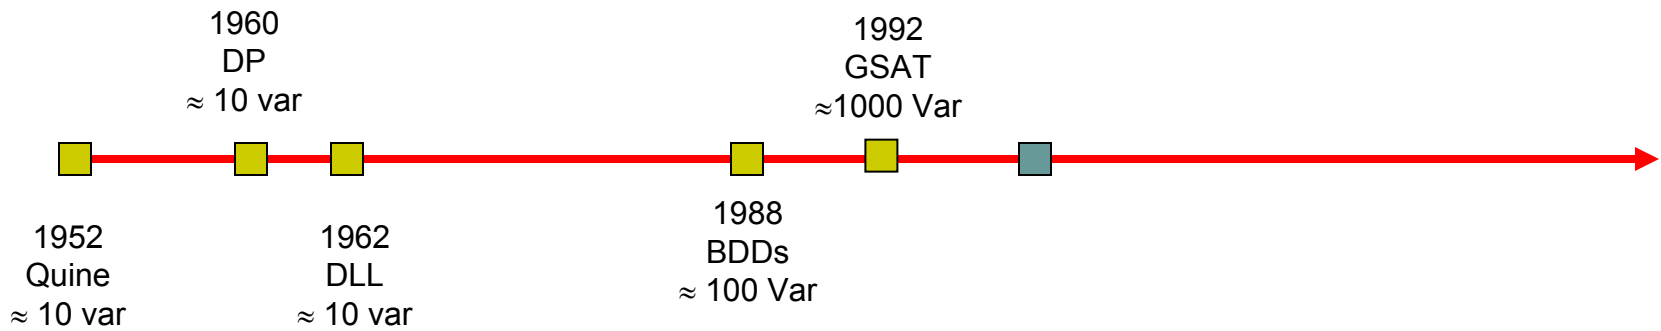 1960
DP
≈ 10 var
1992
GSAT
≈1000 Var
1952
Quine
≈ 10 var
1962
DLL
≈ 10 var
1988
BDDs
≈ 100 Var